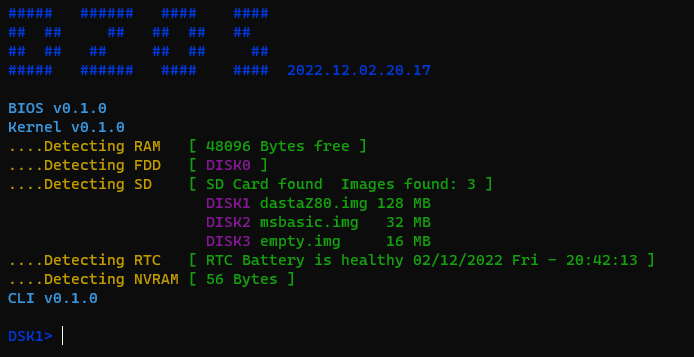 #####   ######   ####    ####
##  ##     ##   ##  ##   ##
##  ##   ##     ##  ##     ##
#####   ######   ####    ####  2022.12.02.20.17
BIOS v0.1.0
Kernel v0.1.0
....Detecting RAM   [ 48096 Bytes free ]
....Detecting FDD   [ DISK0 ]
....Detecting SD    [ SD Card found  Images found: 3 ]
DISK1 dastaZ80.img 128 MB
DISK2 msbasic.img   32 MB
DISK3 empty.img     16 MB
....Detecting RTC   [ RTC Battery is healthy 02/12/2022 Fri - 20:42:13 ]
....Detecting NVRAM [ 56 Bytes ]
CLI v0.1.0
DSK1>